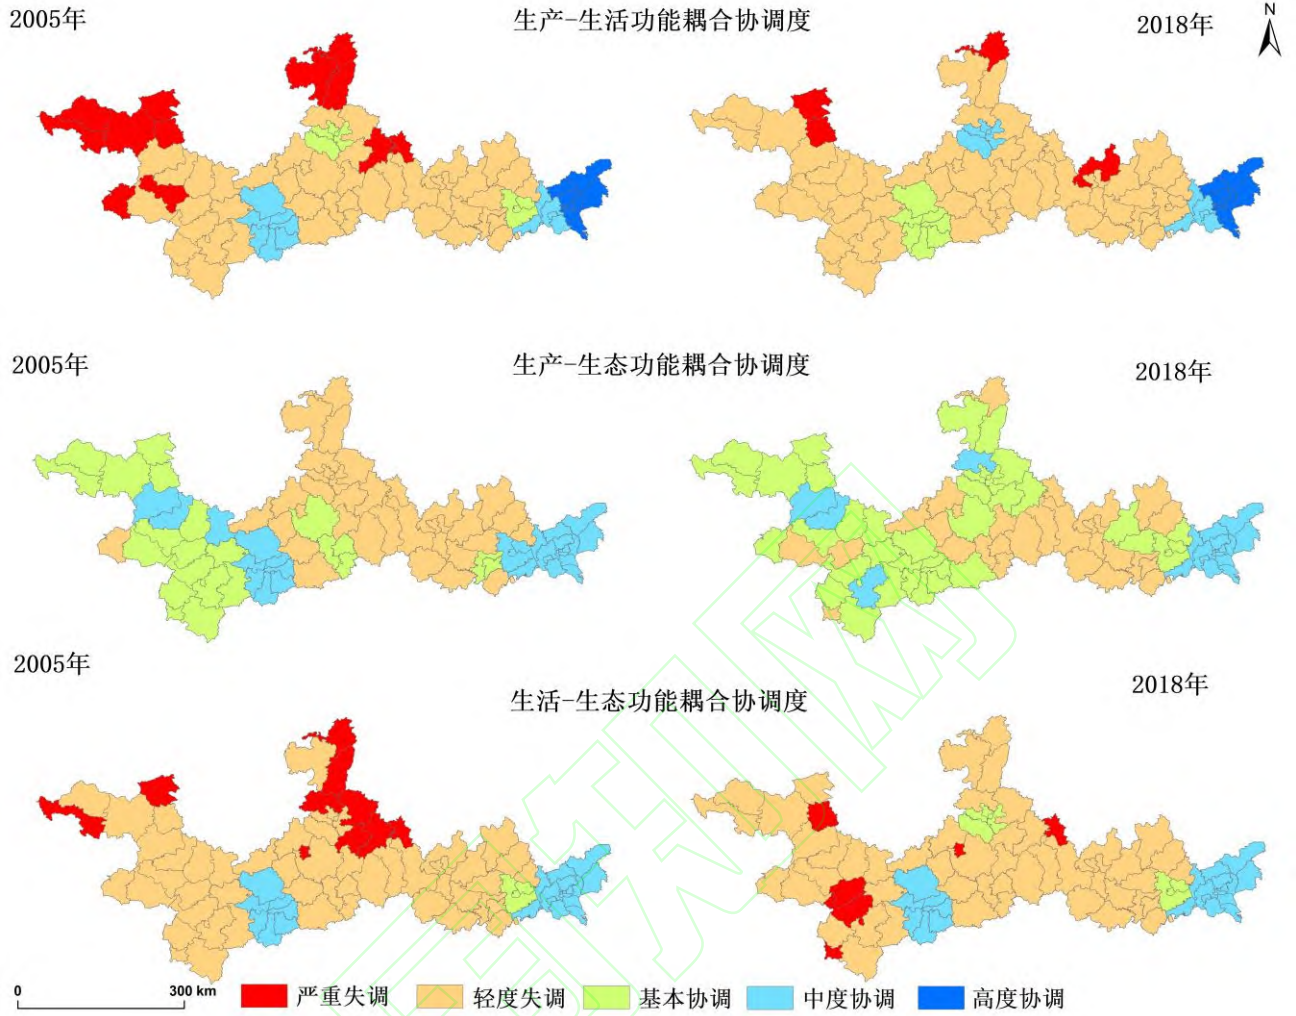 2005年
生产-生活功能耦合协调度
2018年
N
2005年
生产-生态功能耦合协调度
2018年
2005年
生活-生态功能耦合协调度
2018年
0 300 km
严重失调 轻度失调 基本协调 中度协调 高度协调